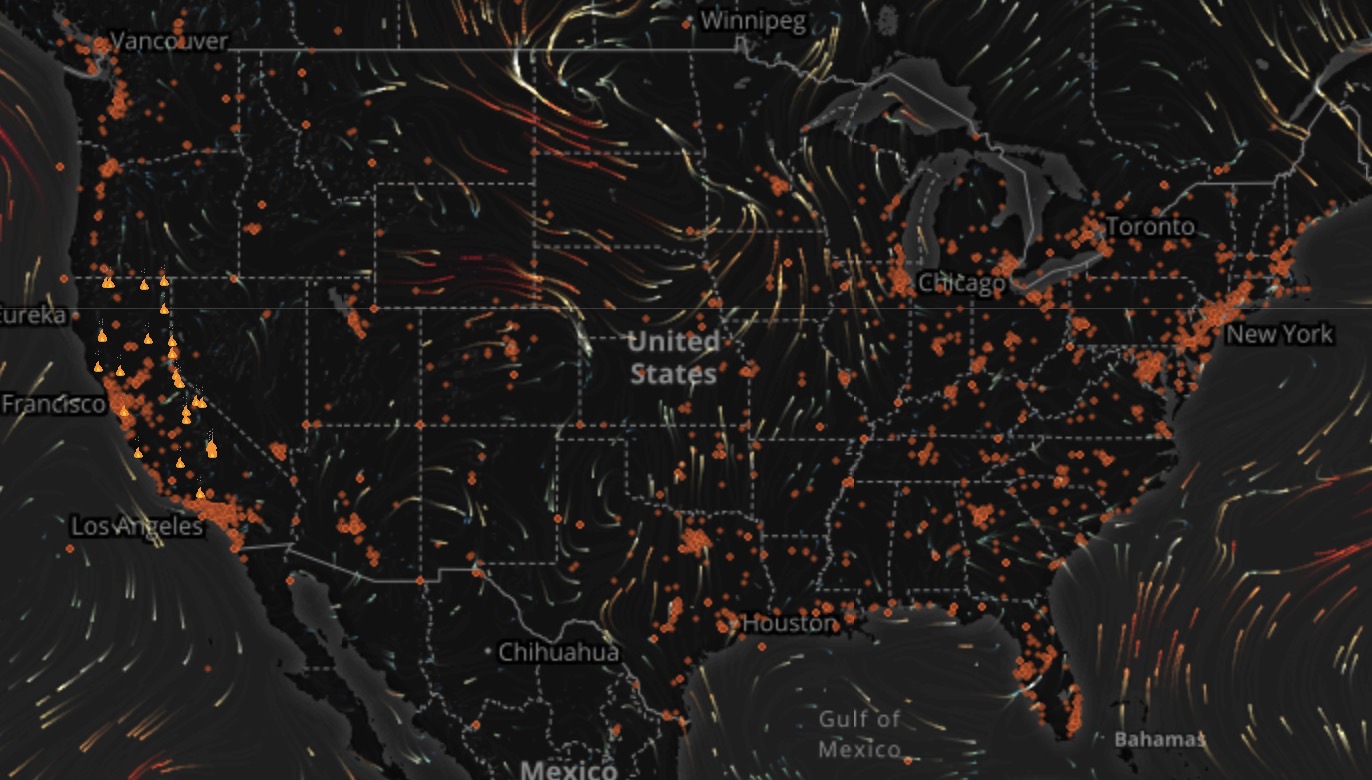 Winnipeg
Vancouver
Toronto
Chicago
Eureka
New York
United
States
Francisco
Los Angeles
Houston
Chihuahua
Gulf of
Mexico
Bahamas
Mexico